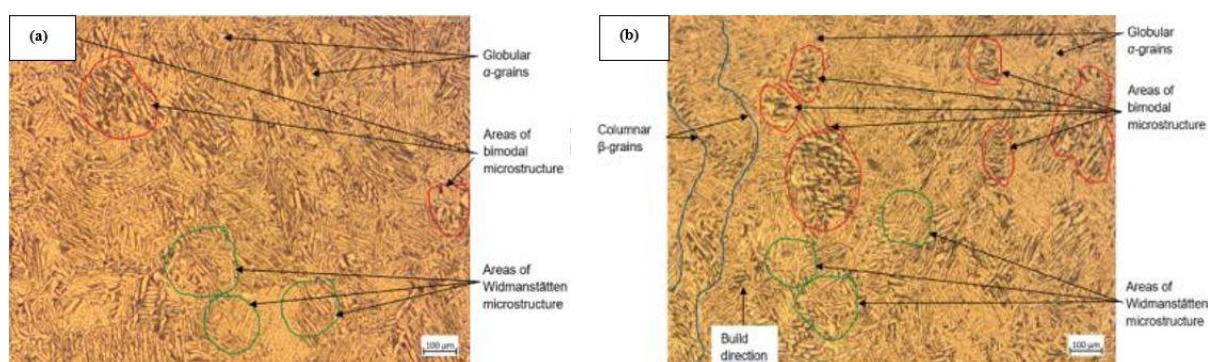 (a)
Globular
α-grains
Areas of
bimodal
microstructure
Areas of
Widmanstätten
microstructure
100 µm
(b)
Globular
α-grains
Areas of
bimodal
microstructure
Columnar
β-grains
Areas of
Widmanstätten
microstructure
Build
direction
100 µm